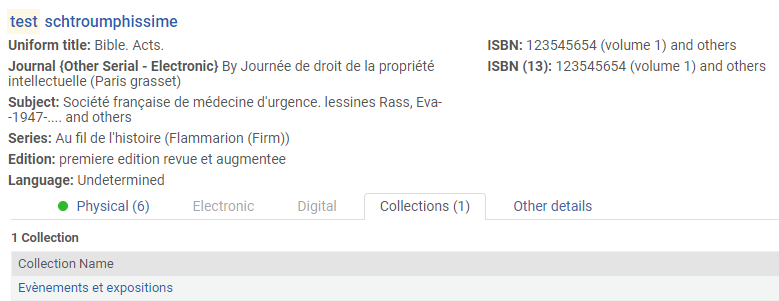 test schtroumphissime
Uniform title: Bible. Acts.
ISBN: 123545654 (volume 1) and others
Journal {Other Serial - Electronic} By Journée de droit de la propriété
intellectuelle (Paris grasset)
ISBN (13): 123545654 (volume 1) and others
Subject: Société française de médecine d'urgence. lessines Rass, Eva-
-1947-.... and others
Series: Au fil de l'histoire (Flammarion (Firm))
Edition: premiere edition revue et augmentee
Language: Undetermined
Physical (6) Electronic Digital Collections (1) Other details
1 Collection
Collection Name
Evènements et expositions